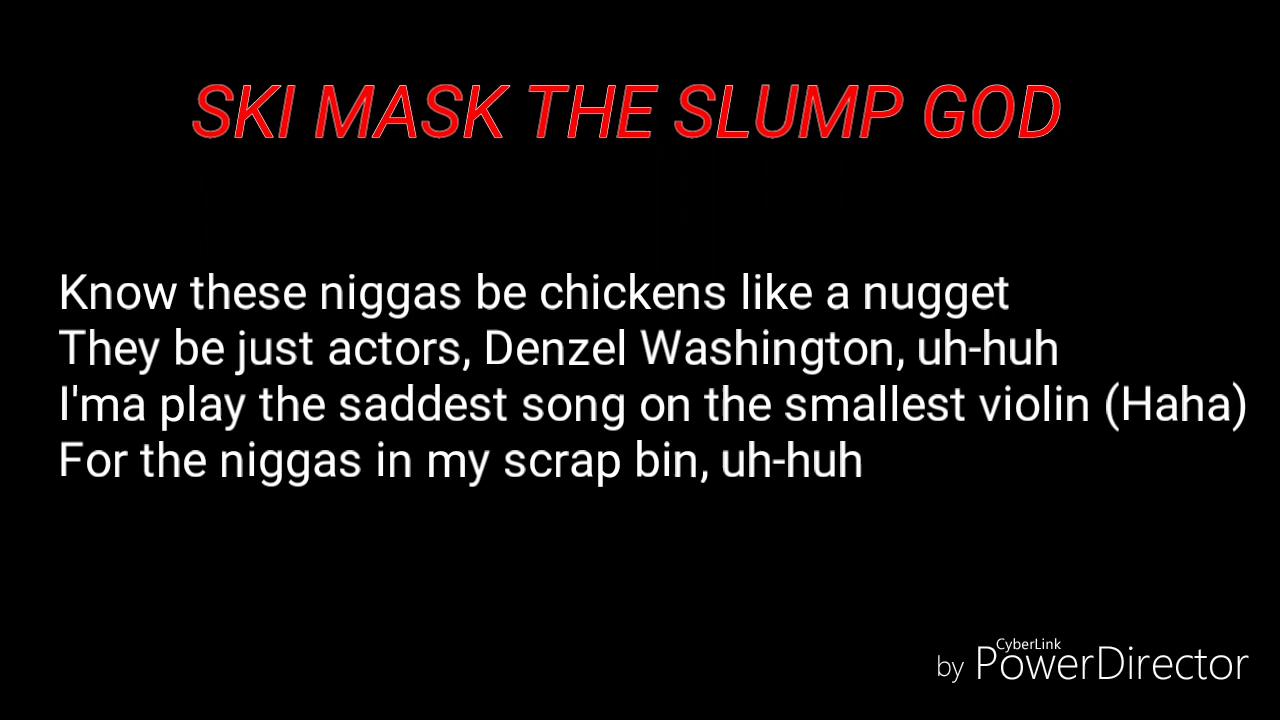 SKI MASK THE SLUMP GOD
Know these niggas be chickens like a nugget
They be just actors, Denzel Washington, uh-huh
I'ma play the saddest song on the smallest violin (Haha)
For the niggas in my scrap bin, uh-huh
CyberLink
by PowerDirector